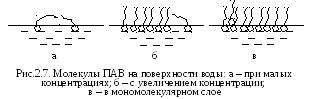 а б в
Рис.2.7. Молекулы ПАВ на поверхности воды: а – при малых
концентрациях; б – с увеличением концентрации;
в – в мономолекулярном слое